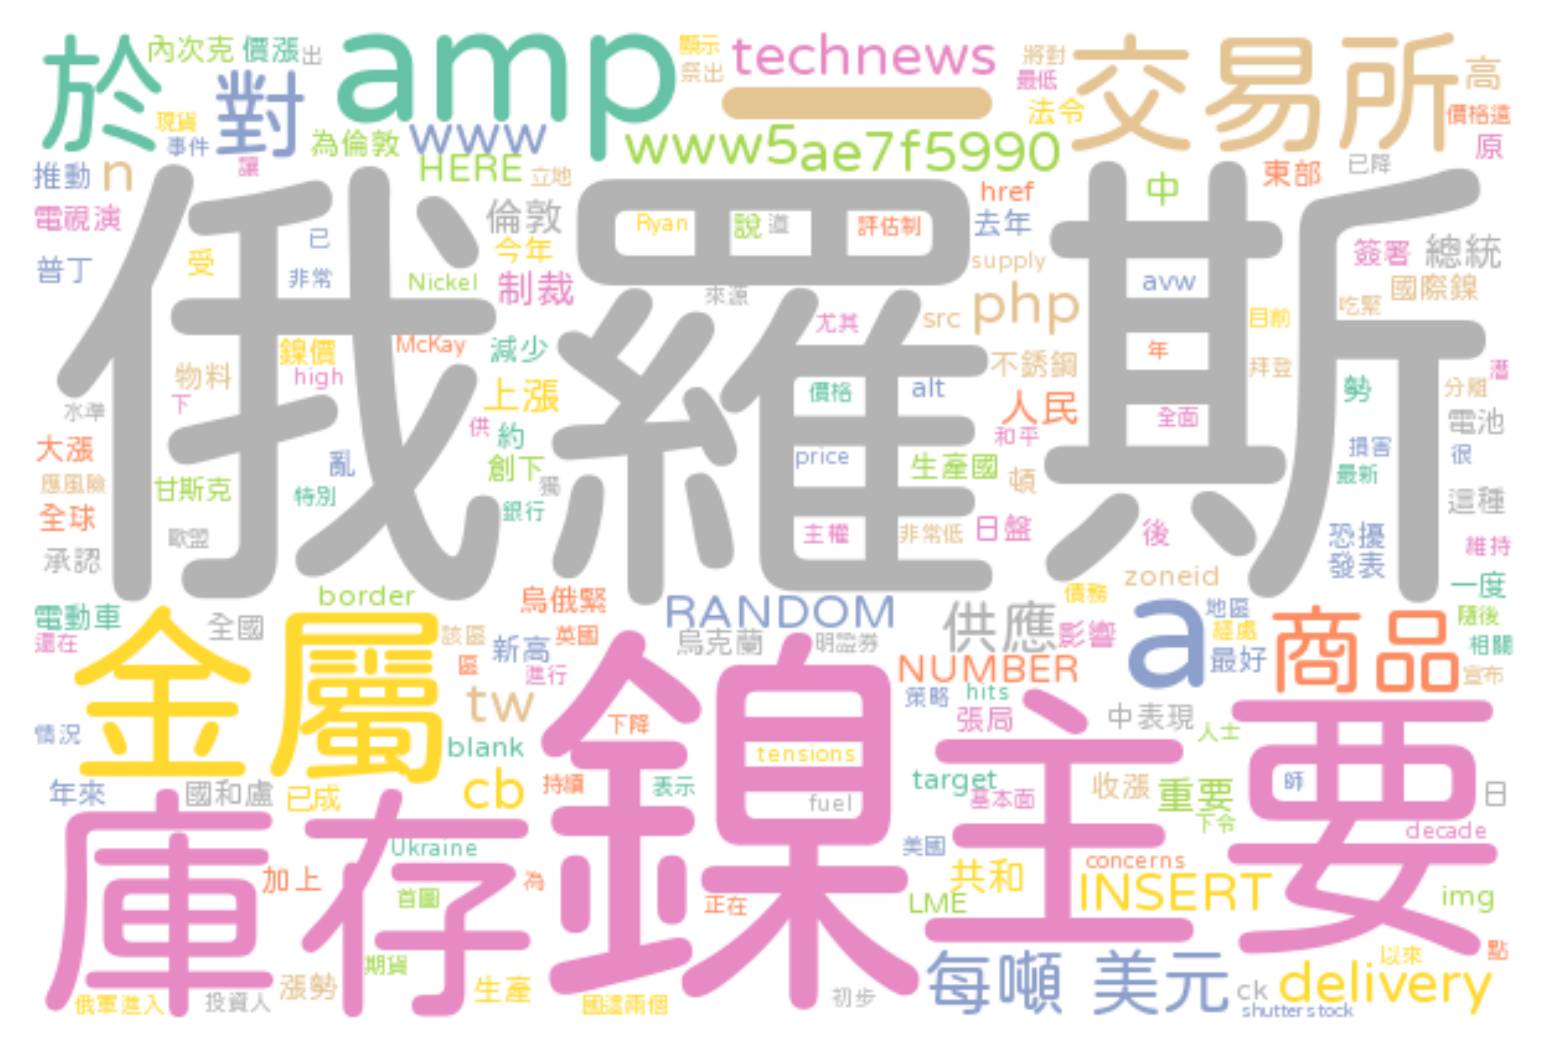 內次克 價漲 出 amp 顯示 technews 將對 交易所 高
於 對 祭出 一 最低
現貨 www www5ae7f5990 法令 價格遠
事件 為倫敦 原
推動 n 讓 HERE 立地 href 中 東部 已降
電視演 已 倫敦 Ryan 說 道 評估制 去年 簽署 總統
普丁 受 今年 supply
俄羅斯
非常 Nickel 制裁 來源 php avw 國際鎳
吃緊
鎳價 McKay 減少 尤其 src 目前
物料 high 不銹鋼 年 拜登 潛
水準 下 上漲 價格 alt 人民 全面 勢 分離
大漲 供 約 和平 電池
亂 創下 price 生產國 損害 很
應風險 甘斯克 特別 獨 頓 最新
全球 銀行 這種
歐盟 主權 非常低 日盤 後 恐擾 維持
承認 發表
border 烏俄緊 zoneid 一度
電動車 全國 RANDOM 債務 地區 隨後
還在 該區 新高 英國 烏克蘭 明盟券 供應 影響 a 經處 商品 相關
金屬 區 進行 NUMBER 最好 宣布
tw 策略 hits
情況 blank 下降 鎳 tensions 張局 中表現 人士 主要
年來 國和盧 已成 cb 持續 表示 fuel target 基本面 收漲 重要 師 日
下令
庫存 Ukraine 美國 concerns decade
加上 首圖 為 正在 共和 INSERT img
LME
期貨 每噸 美元 以來 點
俄軍進入 投資人 漲勢 生產 國這兩個 初步 ck delivery
shutterstock